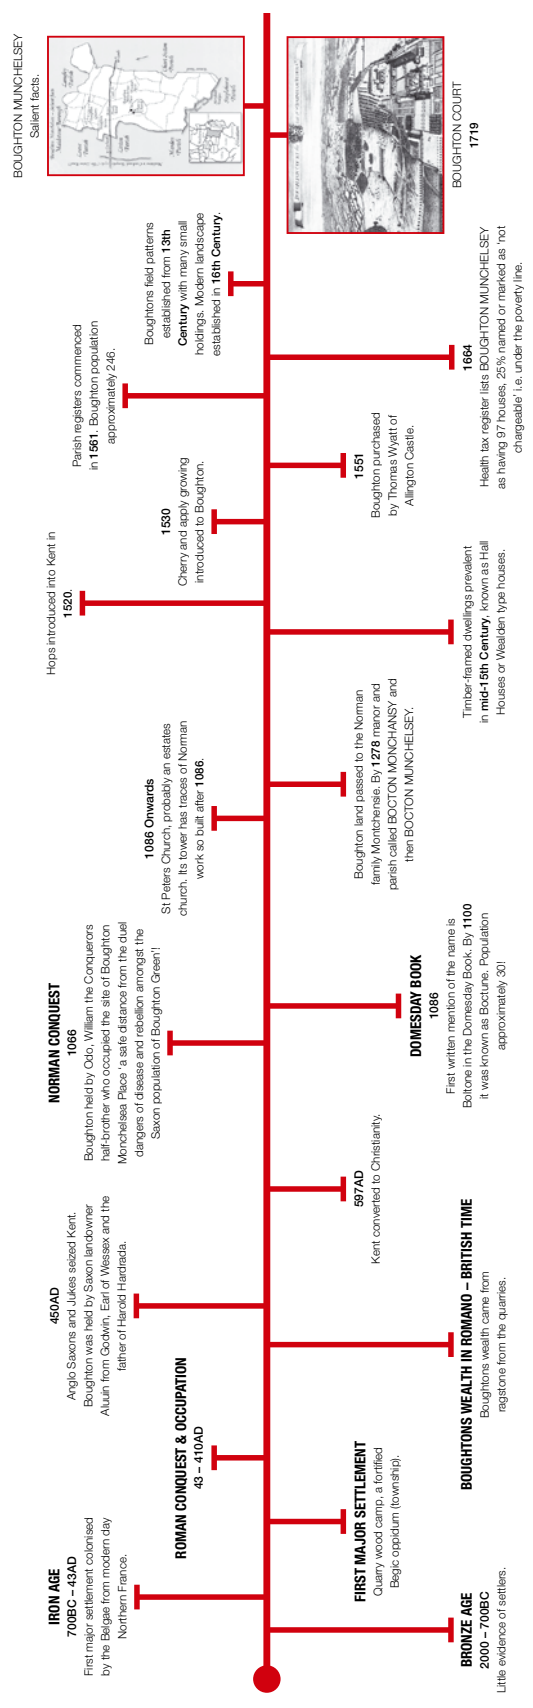 BRONZE AGE
2000 – 700BC
Little evidence of settlers.
IRON AGE
700BC – 43AD
First major settlement colonised
by the Belgae from modern day
Northern France.
FIRST MAJOR SETTLEMENT
Quarry wood camp, a fortified
Begic oppidum (township).
ROMAN CONQUEST & OCCUPATION
43 – 410AD
BOUGHTONS WEALTH IN ROMANO – BRITISH TIME
Boughtons wealth came from
ragstone from the quarries.
450AD
Anglo Saxons and Jukes seized Kent.
Boughton was held by Saxon landowner
Aluuin from Godwin, Earl of Wessex and the
father of Harold Hardrada.
597AD
Kent converted to Christianity.
NORMAN CONQUEST
1066
Boughton held by Odo, William the Conquerors
half-brother who occupied the site of Boughton
Monchelsea Place ‘a safe distance from the duel
dangers of disease and rebellion amongst the
Saxon population of Boughton Green’!
DOMESDAY BOOK
1086
First written mention of the name is
Boltone in the Domesday Book. By 1100
it was known as Boctune. Population
approximately 30!
1086 Onwards
St Peters Church, probably an estates
church. Its tower has traces of Norman
work so built after 1086.
Boughton land passed to the Norman
family Montchensie. By 1278 manor and
parish called BOCTON MONCHANSY and
then BOCTON MUNCHELSEY.
Timber-framed dwellings prevalent
in mid-15th Century, known as Hall
Houses or Wealden type houses.
Hops introduced into Kent in
1520.
1530
Cherry and apply growing
introduced to Boughton.
1551
Boughton purchased
by Thomas Wyatt of
Allington Castle.
Parish registers commenced
in 1561. Boughton population
approximately 246.
1664
Health tax register lists BOUGHTON MUNCHELSEY
as having 97 houses, 25% named or marked as ‘not
chargeable’ i.e. under the poverty line.
Boughtons field patterns
established from 13th
Century with many small
holdings. Modern landscape
established in 16th Century.
BOUGHTON COURT
1719
BOUGHTON MUNCHELSEY
Salient facts.